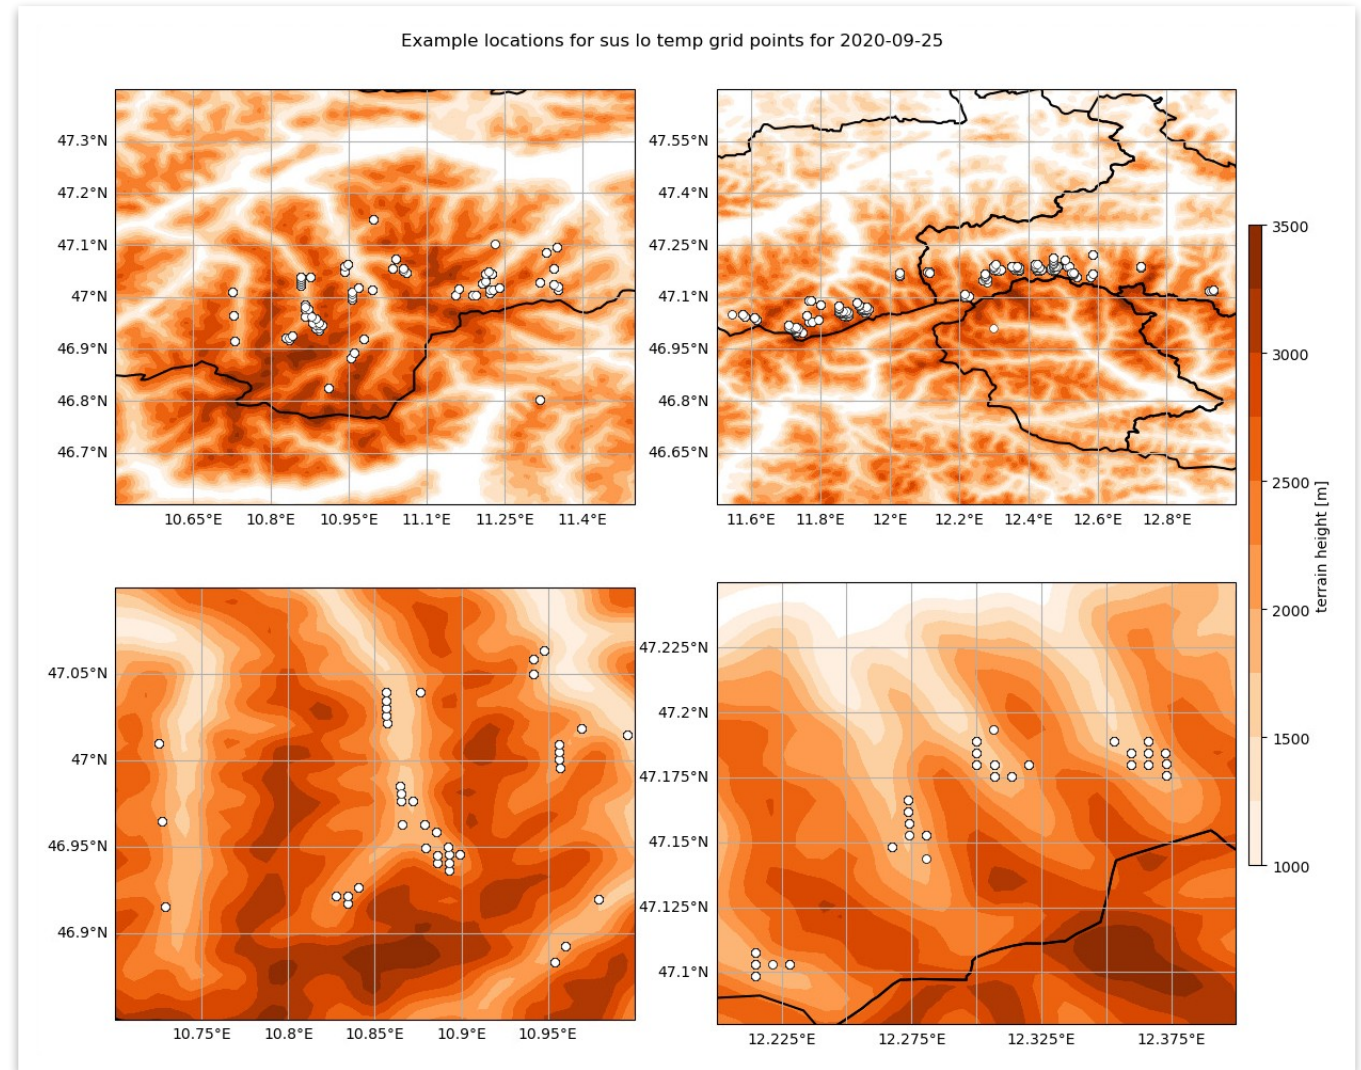 Example locations for sus lo temp grid points for 2020-09-25
47.3°N
47.2°N
47.1°N
47°N
46.9°N
46.8°N
46.7°N
10.65°E 10.8°E 10.95°E 11.1°E 11.25°E 11.4°E
47.55°N
47.4°N
47.25°N
47.1°N
46.95°N
46.8°N
46.65°N
11.6°E 11.8°E 12°E 12.2°E 12.4°E 12.6°E 12.8°E
47.05°N
47°N
46.95°N
46.9°N
10.75°E 10.8°E 10.85°E 10.9°E 10.95°E
47.225°N
47.2°N
47.175°N
47.15°N
47.125°N
47.1°N
12.225°E 12.275°E 12.325°E 12.375°E
3500
3000
2500
2000
1500
1000
terrain height [m]